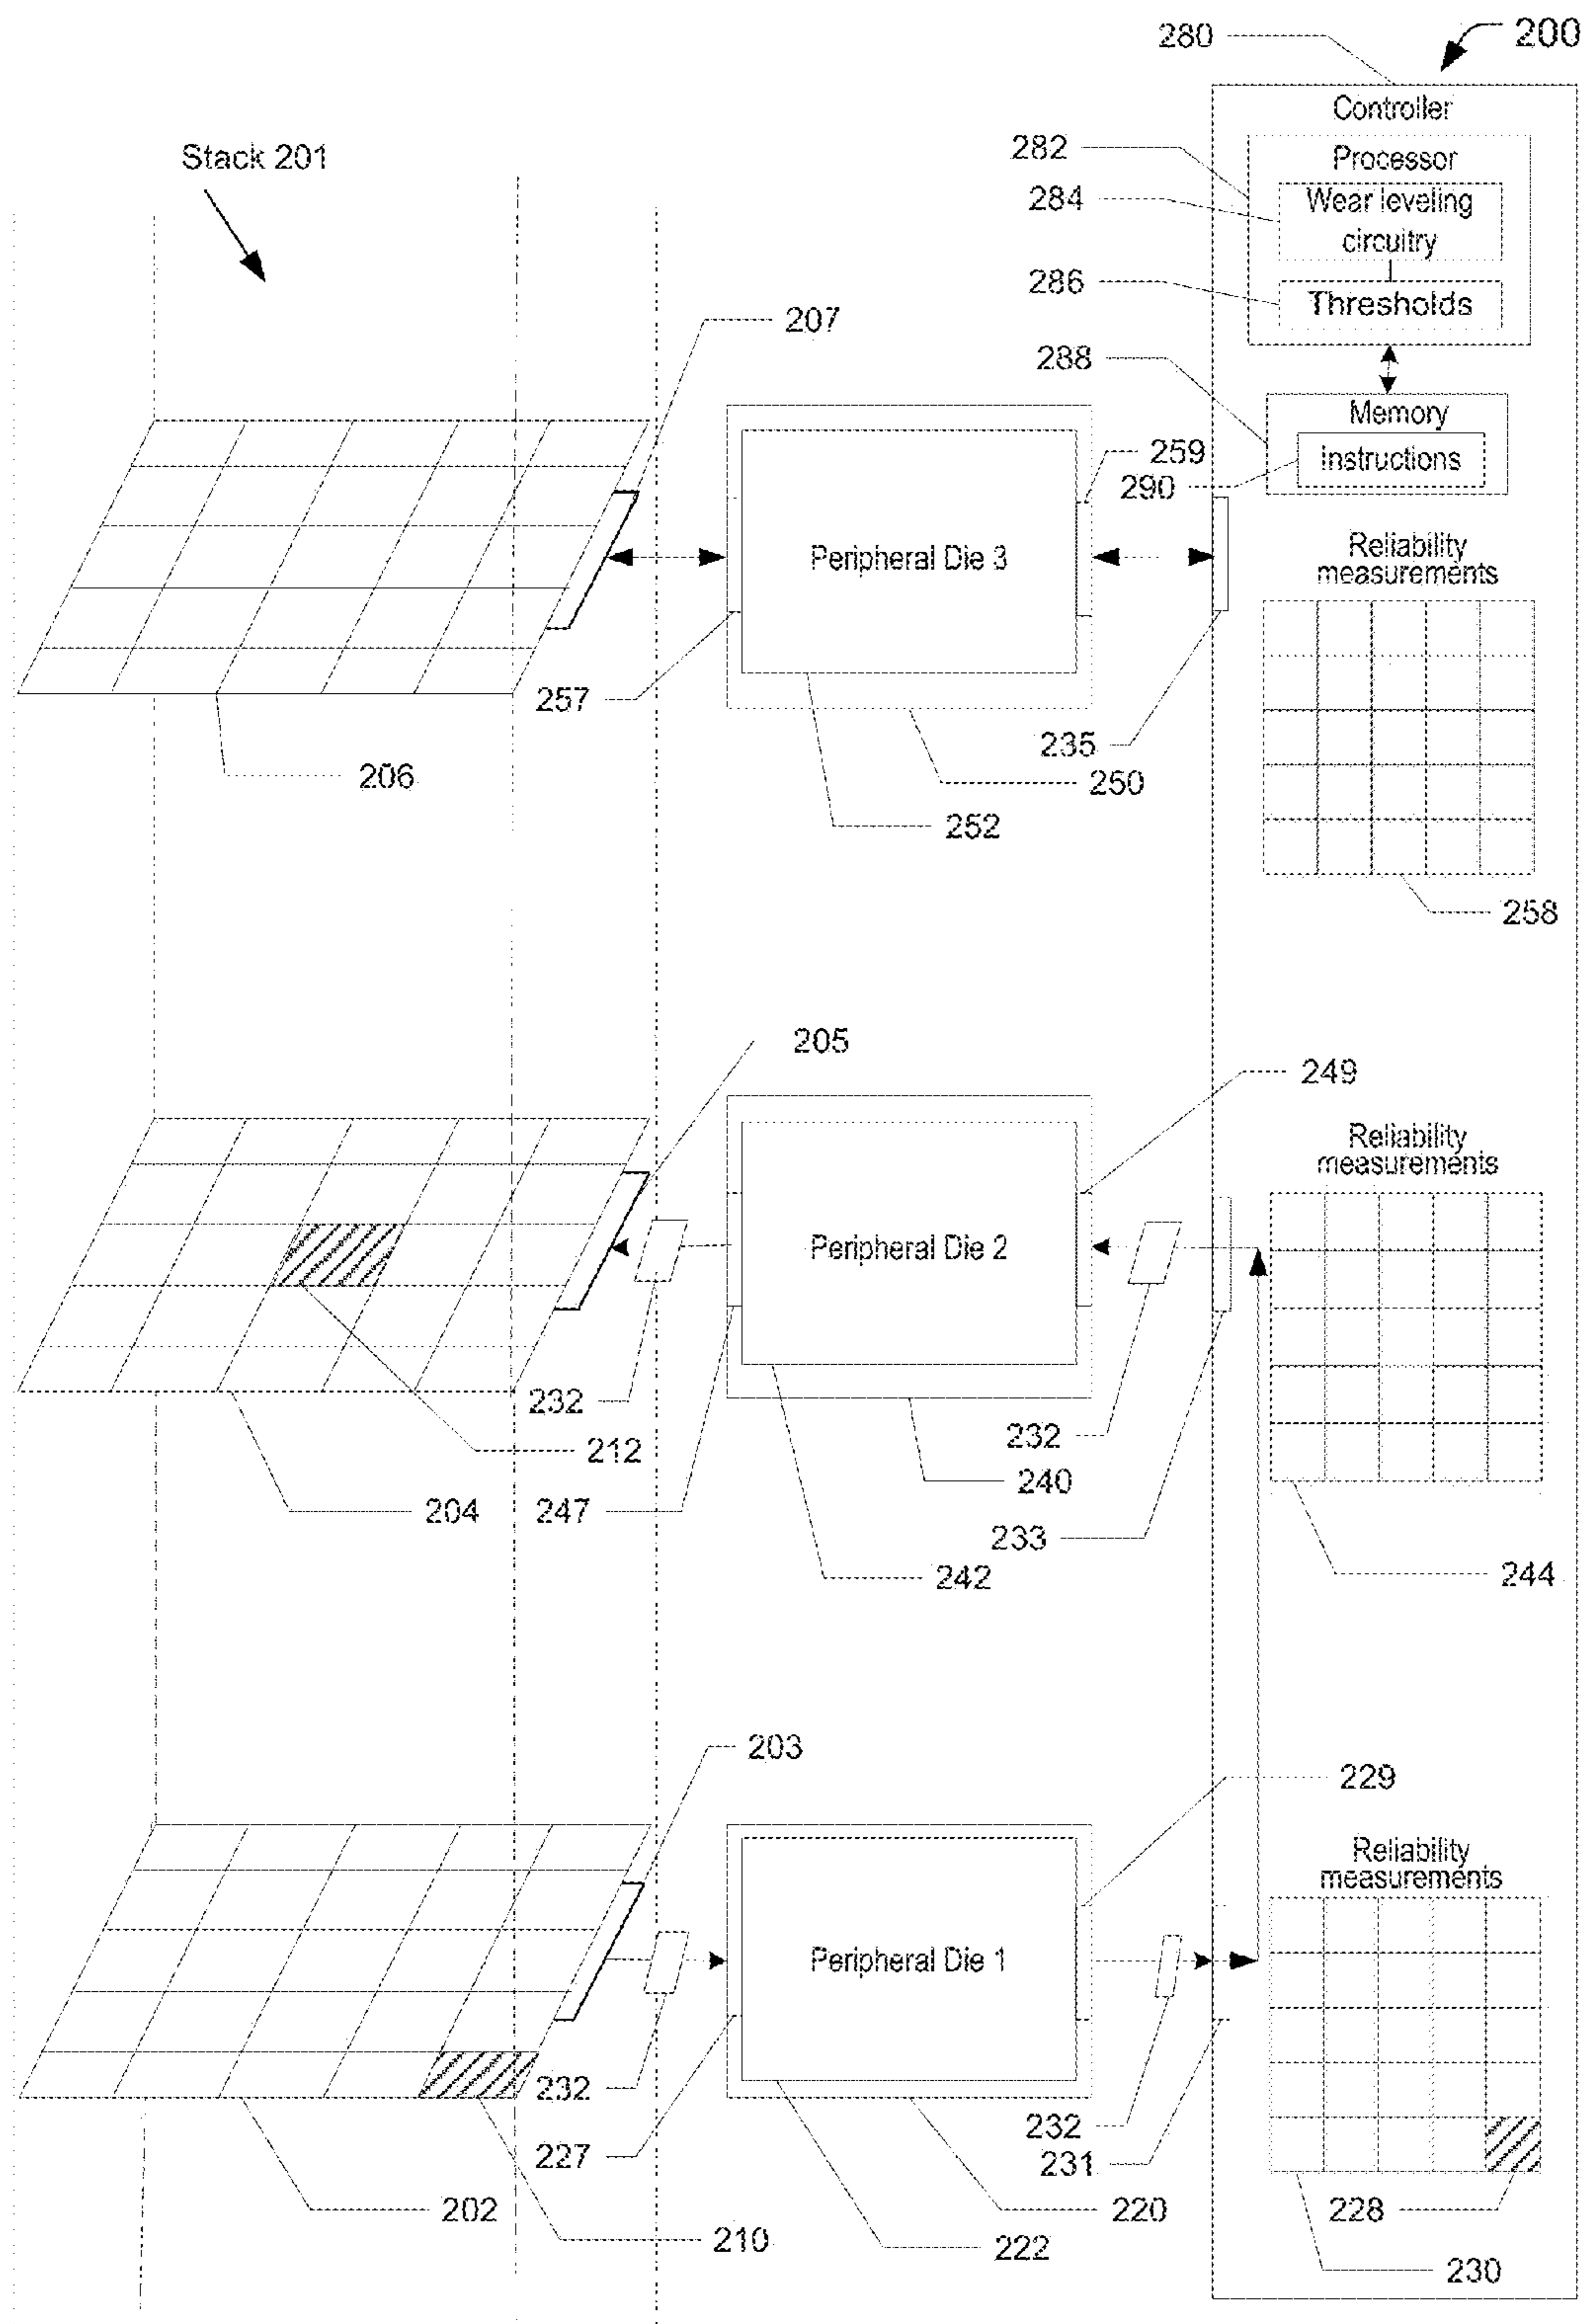 200
280
Controller
282
Processor
Stack 201
284
Wear leveling
circuitry
286
Thresholds
207
288
Memory
259
instructions
290
Peripheral Die 3
Reliability
measurements
257
235
206
250
252
258
205
249
Reliability
measurements
Peripheral Die 2
232
232
212
240
204
247
233
242
244
203
229
Reliability
measurements
Peripheral Die 1
232
232
227
231
202
220
228
210
222
230